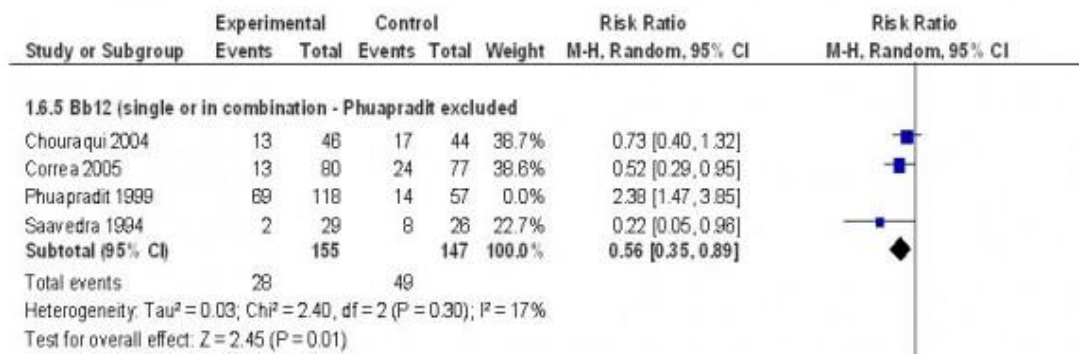 Experimental Control Risk Ratio Risk Ratio
Study or Subgroup Events Total Events Total Weight M-H, Random, 95% CI M-H, Random, 95% CI
1.6.5 Bb12 (single or in combination - Phuapradit excluded
Chouraqui 2004 13 46 17 44 38.7% 0.73 [0.40, 1.32]
Correa 2005 13 80 24 77 38.6% 0.52 [0.29, 0.95]
Phuapradit 1999 69 118 14 57 0.0% 2.38 [1.47, 3.85]
Saavedra 1994 2 29 8 26 22.7% 0.22 [0.05, 0.96]
Subtotal (95% CI) 155 147 100.0% 0.56 [0.35, 0.89]
Total events 28 49
Heterogeneity: Tau² = 0.03; Chi² = 2.40, df = 2 (P = 0.30); I² = 17%
Test for overall effect: Z = 2.45 (P = 0.01)